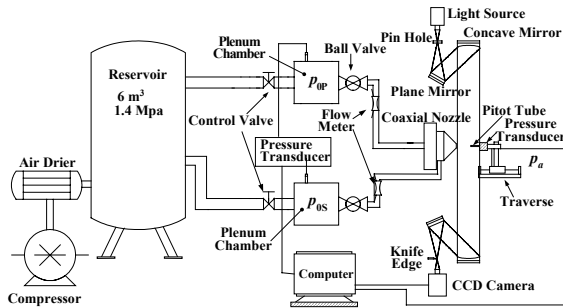 Light Source
Pin Hole
Concave Mirror
Ball Valve
Plenum
Chamber
Reservoir
6 m³
1.4 Mpa
p0P
Plane Mirror
Pitot Tube
Pressure
Transducer
Flow
Meter
Coaxial Nozzle
Control Valve
Pressure
Transducer
pa
Air Drier
Traverse
p0S
Plenum
Chamber
Knife
Edge
Computer
CCD Camera
Compressor